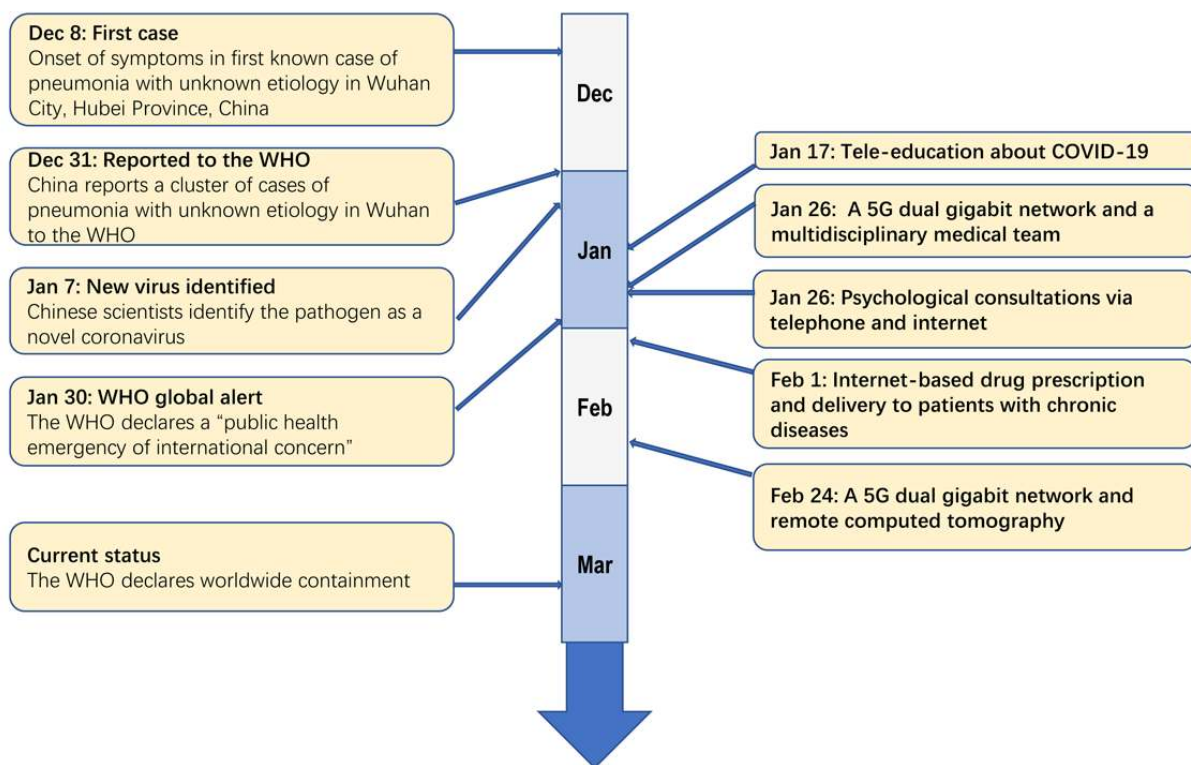 Dec 8: First case
Onset of symptoms in first known case of
pneumonia with unknown etiology in Wuhan
City, Hubei Province, China
Dec 31: Reported to the WHO
China reports a cluster of cases of
pneumonia with unknown etiology in Wuhan
to the WHO
Jan 7: New virus identified
Chinese scientists identify the pathogen as a
novel coronavirus
Jan 30: WHO global alert
The WHO declares a “public health
emergency of international concern”
Current status
The WHO declares worldwide containment
Dec
Jan
Feb
Mar
Jan 17: Tele-education about COVID-19
Jan 26: A 5G dual gigabit network and a
multidisciplinary medical team
Jan 26: Psychological consultations via
telephone and internet
Feb 1: Internet-based drug prescription
and delivery to patients with chronic
diseases
Feb 24: A 5G dual gigabit network and
remote computed tomography